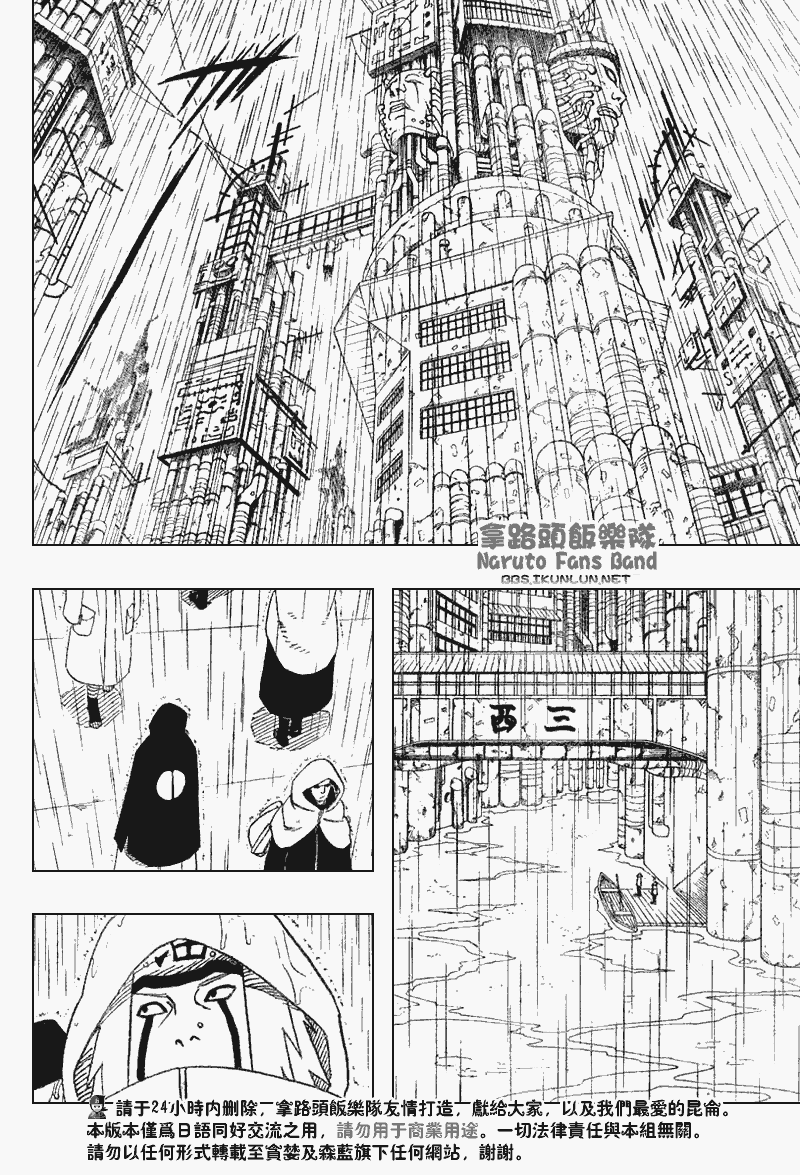 拿路頭飯樂隊
Naruto Fans Band
BBS.IKUNLUN.NET
西三
請于24小時内删除，拿路頭飯樂隊友情打造，獻給大家，以及我們最愛的昆侖。
本版本僅爲日語同好交流之用，請勿用于商業用途。一切法律責任與本組無關。
請勿以任何形式轉載至貪婪及森藍旗下任何網站，謝謝。